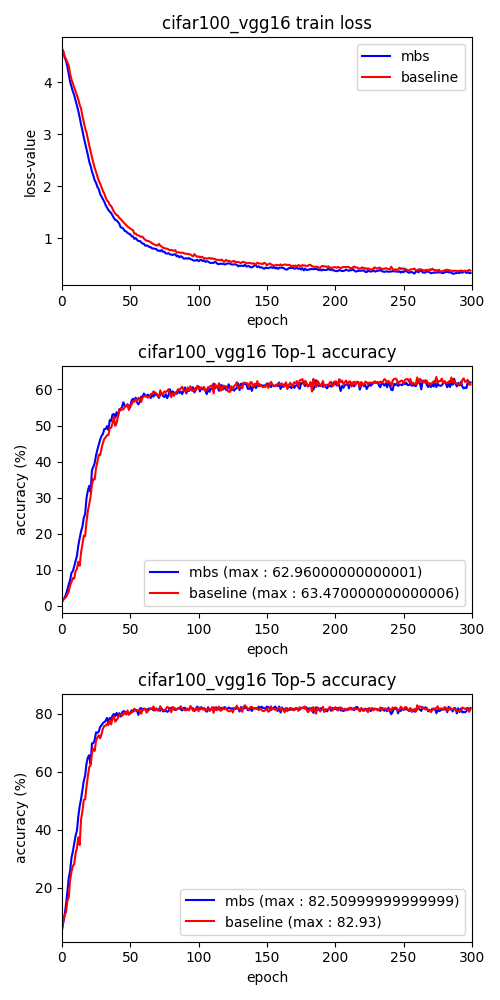 cifar100_vgg16 train loss
mbs
baseline
loss-value
4
3
2
1
0 50 100 150 200 250 300
epoch
cifar100_vgg16 Top-1 accuracy
accuracy (%)
60
50
40
30
20
10
0
mbs (max : 62.96000000000001)
baseline (max : 63.470000000000006)
0 50 100 150 200 250 300
epoch
cifar100_vgg16 Top-5 accuracy
accuracy (%)
80
60
40
20
mbs (max : 82.50999999999999)
baseline (max : 82.93)
0 50 100 150 200 250 300
epoch